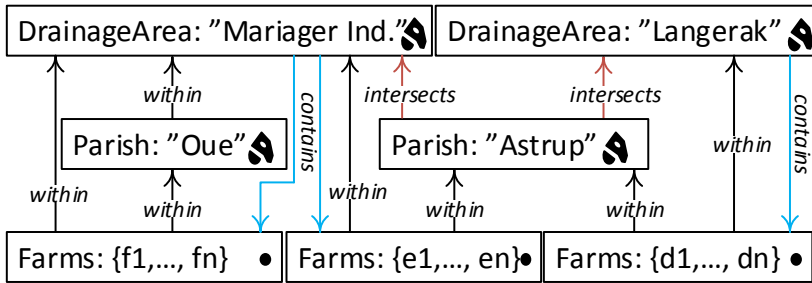 DrainageArea: ”Mariager Ind.”
DrainageArea: ”Langerak”
within
contains
intersects
intersects
contains
Parish: ”Oue”
Parish: ”Astrup”
within
within
within
within
within
within
Farms: {f1,..., fn}
Farms: {e1,..., en}
Farms: {d1,..., dn}